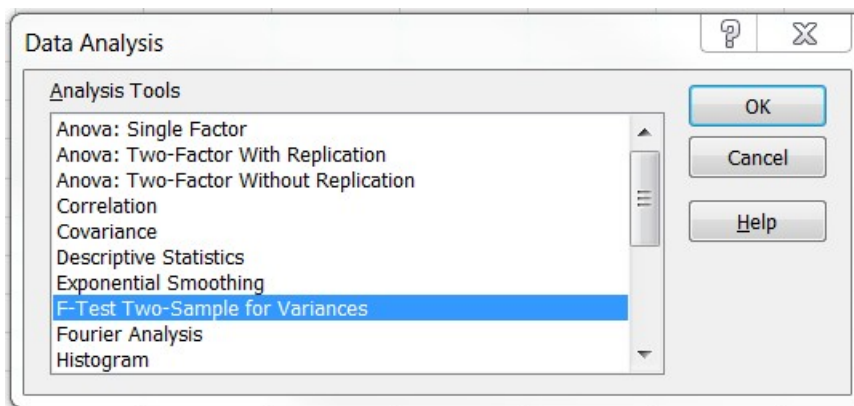 Data Analysis
Analysis Tools
Anova: Single Factor
Anova: Two-Factor With Replication
Anova: Two-Factor Without Replication
Correlation
Covariance
Descriptive Statistics
Exponential Smoothing
F-Test Two-Sample for Variances
Fourier Analysis
Histogram
OK
Cancel
Help